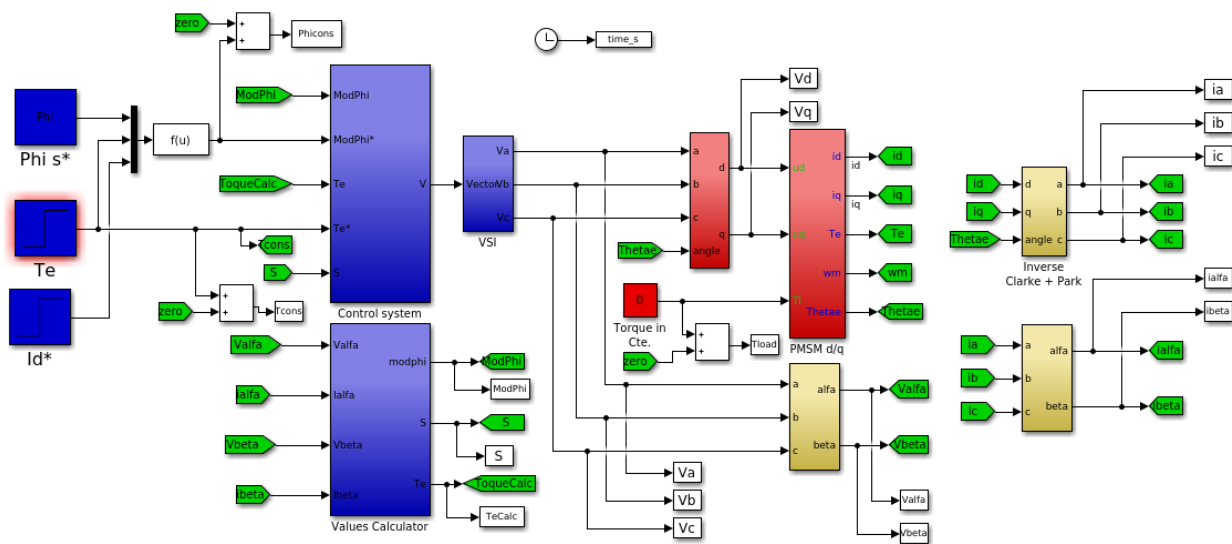 zero
+
+
Phicons
time_s
Phi
Phi s*
f(u)
Te
Id*
ModPhi
ToqueCalc
Tcons
S
zero
+
+
Tcons
ModPhi
ModPhi*
Te
Te*
S
V
Control system
Vector
Va
Vb
Vc
VSI
Vd
Vq
a
b
c
angle
d
q
Thetae
0
Torque in
Cte.
zero
+
+
Tload
ud
uq
Tl
id
iq
Te
wm
Thetae
PMSM d/q
id
iq
id
iq
Te
wm
Thetae
id
iq
Thetae
d
q
angle
a
b
c
Inverse
Clarke + Park
ia
ib
ic
ia
ib
ic
Valfa
Ialfa
Vbeta
Ibeta
Valfa
Ialfa
Vbeta
Ibeta
modphi
S
Te
Values Calculator
ModPhi
ModPhi
S
S
ToqueCalc
TeCalc
Va
Vb
Vc
a
b
c
alfa
beta
Valfa
Vbeta
Valfa
Vbeta
ia
ib
ic
a
b
c
alfa
beta
ialfa
ibeta
Ialfa
Ibeta